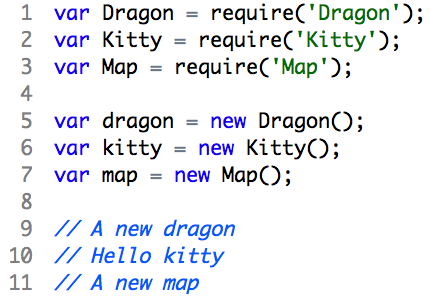 1 var Dragon = require('Dragon');
2 var Kitty = require('Kitty');
3 var Map = require('Map');
4
5 var dragon = new Dragon();
6 var kitty = new Kitty();
7 var map = new Map();
8
9 // A new dragon
10 // Hello kitty
11 // A new map